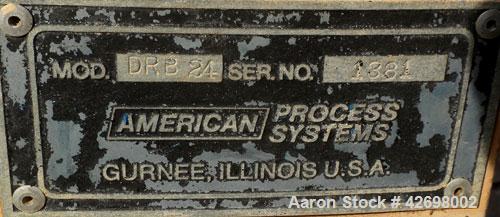 MOD. DRB 24 SER. NO. 1381
AMERICAN PROCESS SYSTEMS
GURNEE, ILLINOIS U.S.A.
Aaron Stock # 42698002